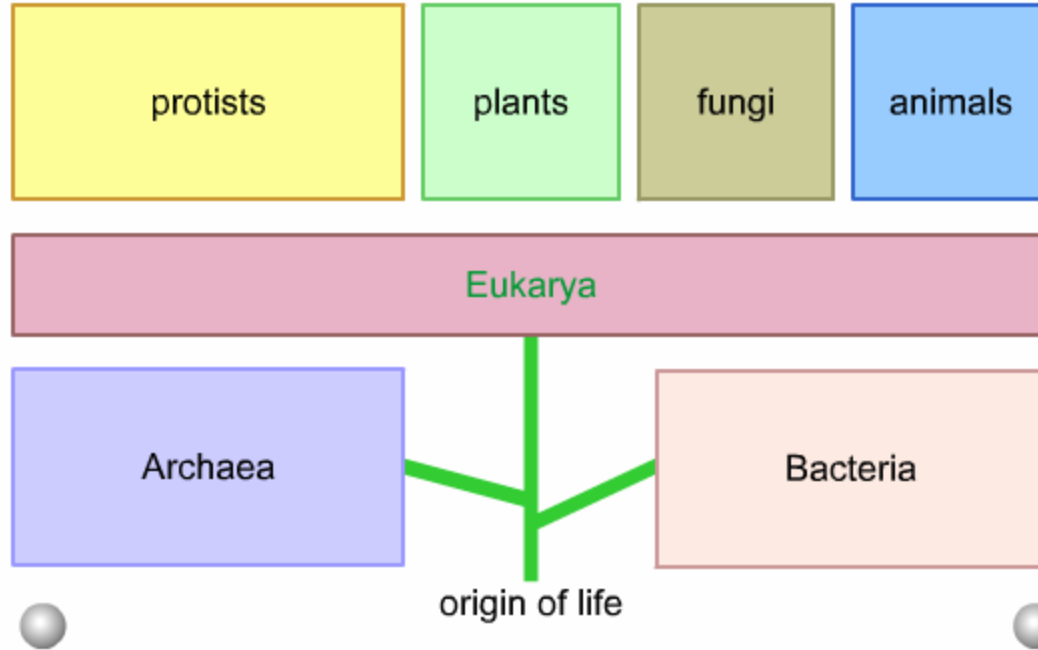 protists plants fungi animals
Eukarya
Archaea Bacteria
origin of life